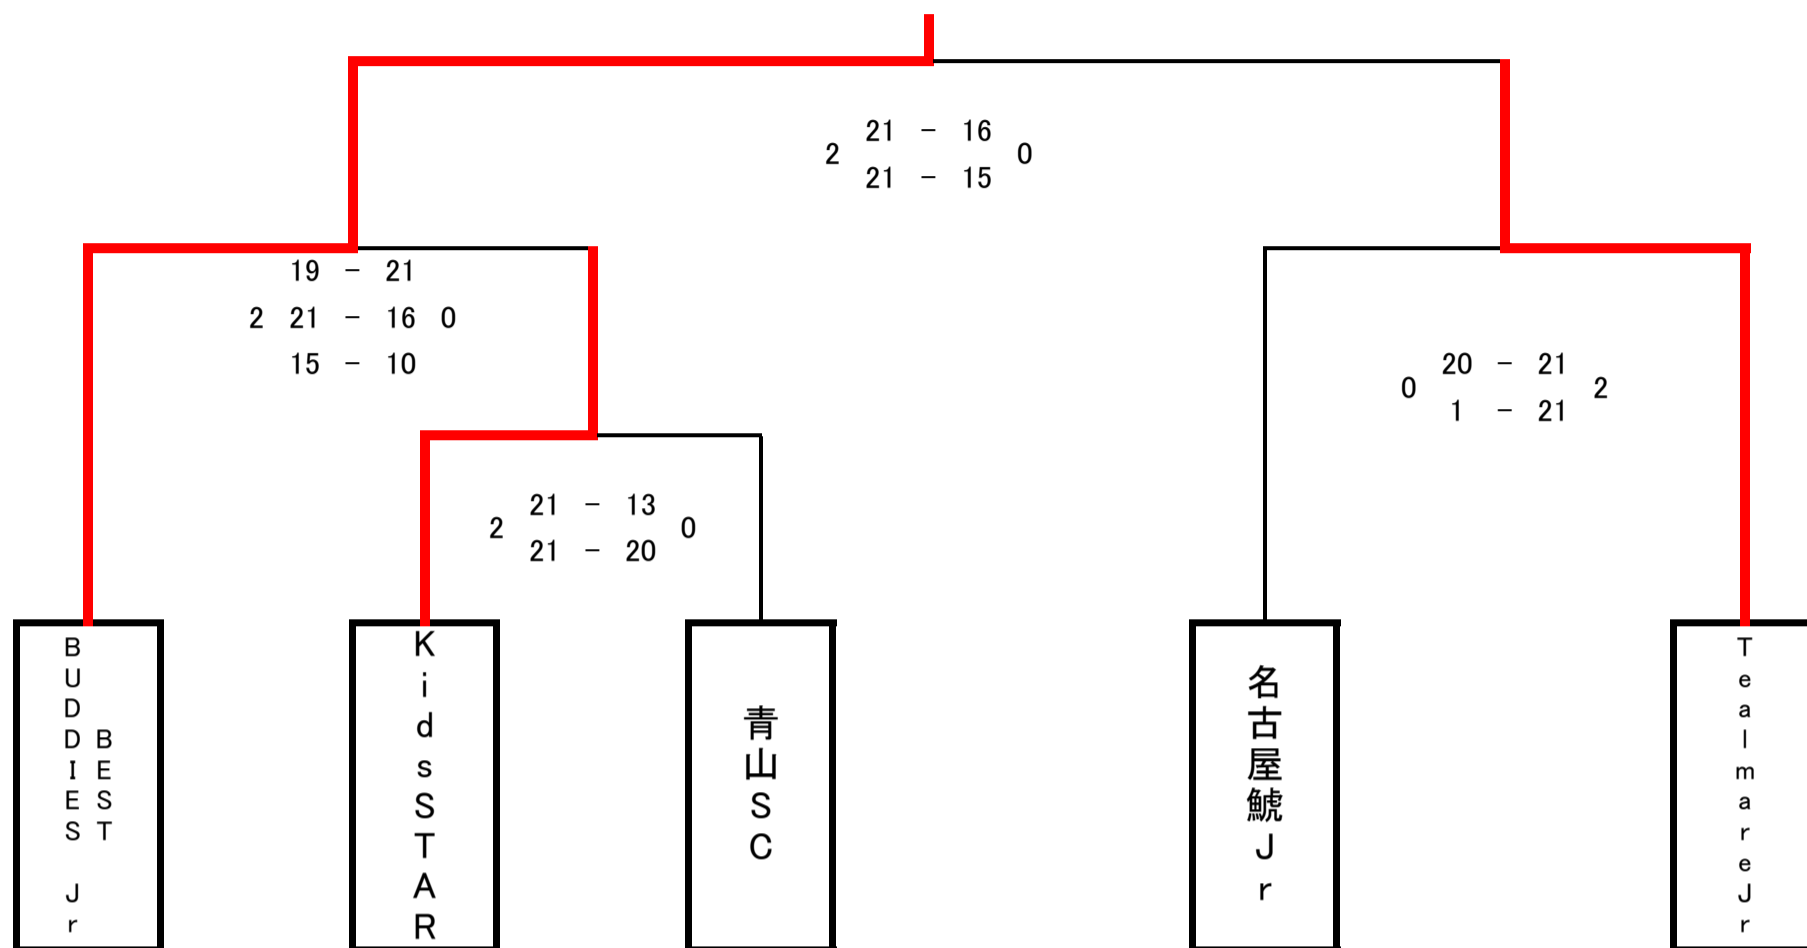 21 - 16
2 0
21 - 15
19 - 21
2 21 - 16 0
15 - 10
20 - 21
0 2
1 - 21
21 - 13
2 0
21 - 20
BEST
BUDDIES Jr
KidsSTAR
青山SC
名古屋鯱Jr
TealmareJr